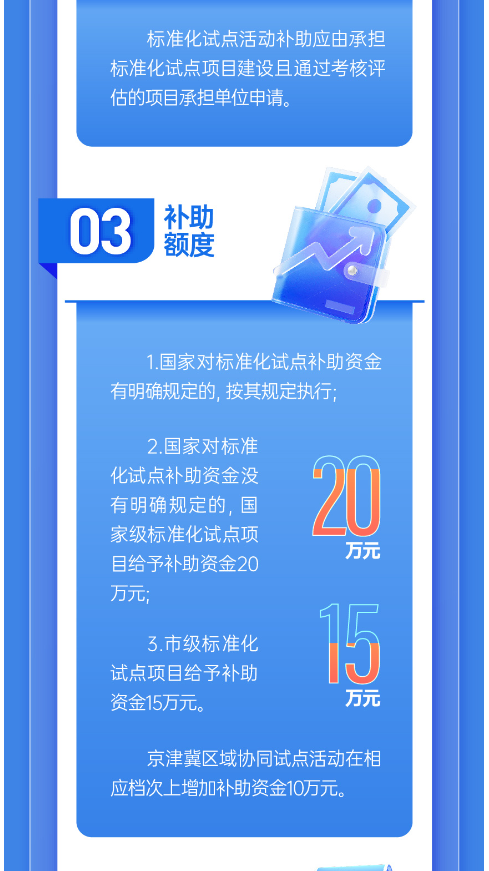 标准化试点活动补助应由承担
标准化试点项目建设且通过考核评
估的项目承担单位申请。
03
补助
额度
1.国家对标准化试点补助资金
有明确规定的,按其规定执行;
2.国家对标准
化试点补助资金没
有明确规定的,国
家级标准化试点项
目给予补助资金20
万元;
20
万元
3.市级标准化
试点项目给予补助
资金15万元。
15
万元
京津冀区域协同试点活动在相
应档次上增加补助资金10万元。